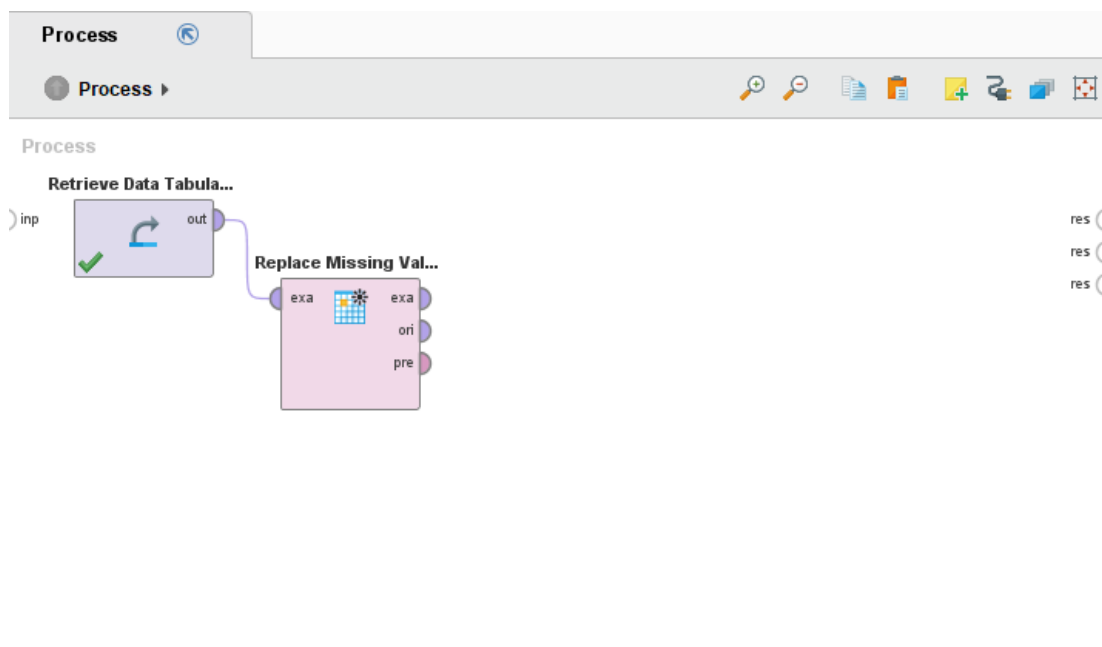 Process
Process
Process
Retrieve Data Tabula...
inp
out
res
res
Replace Missing Val...
exa
exa
res
ori
pre